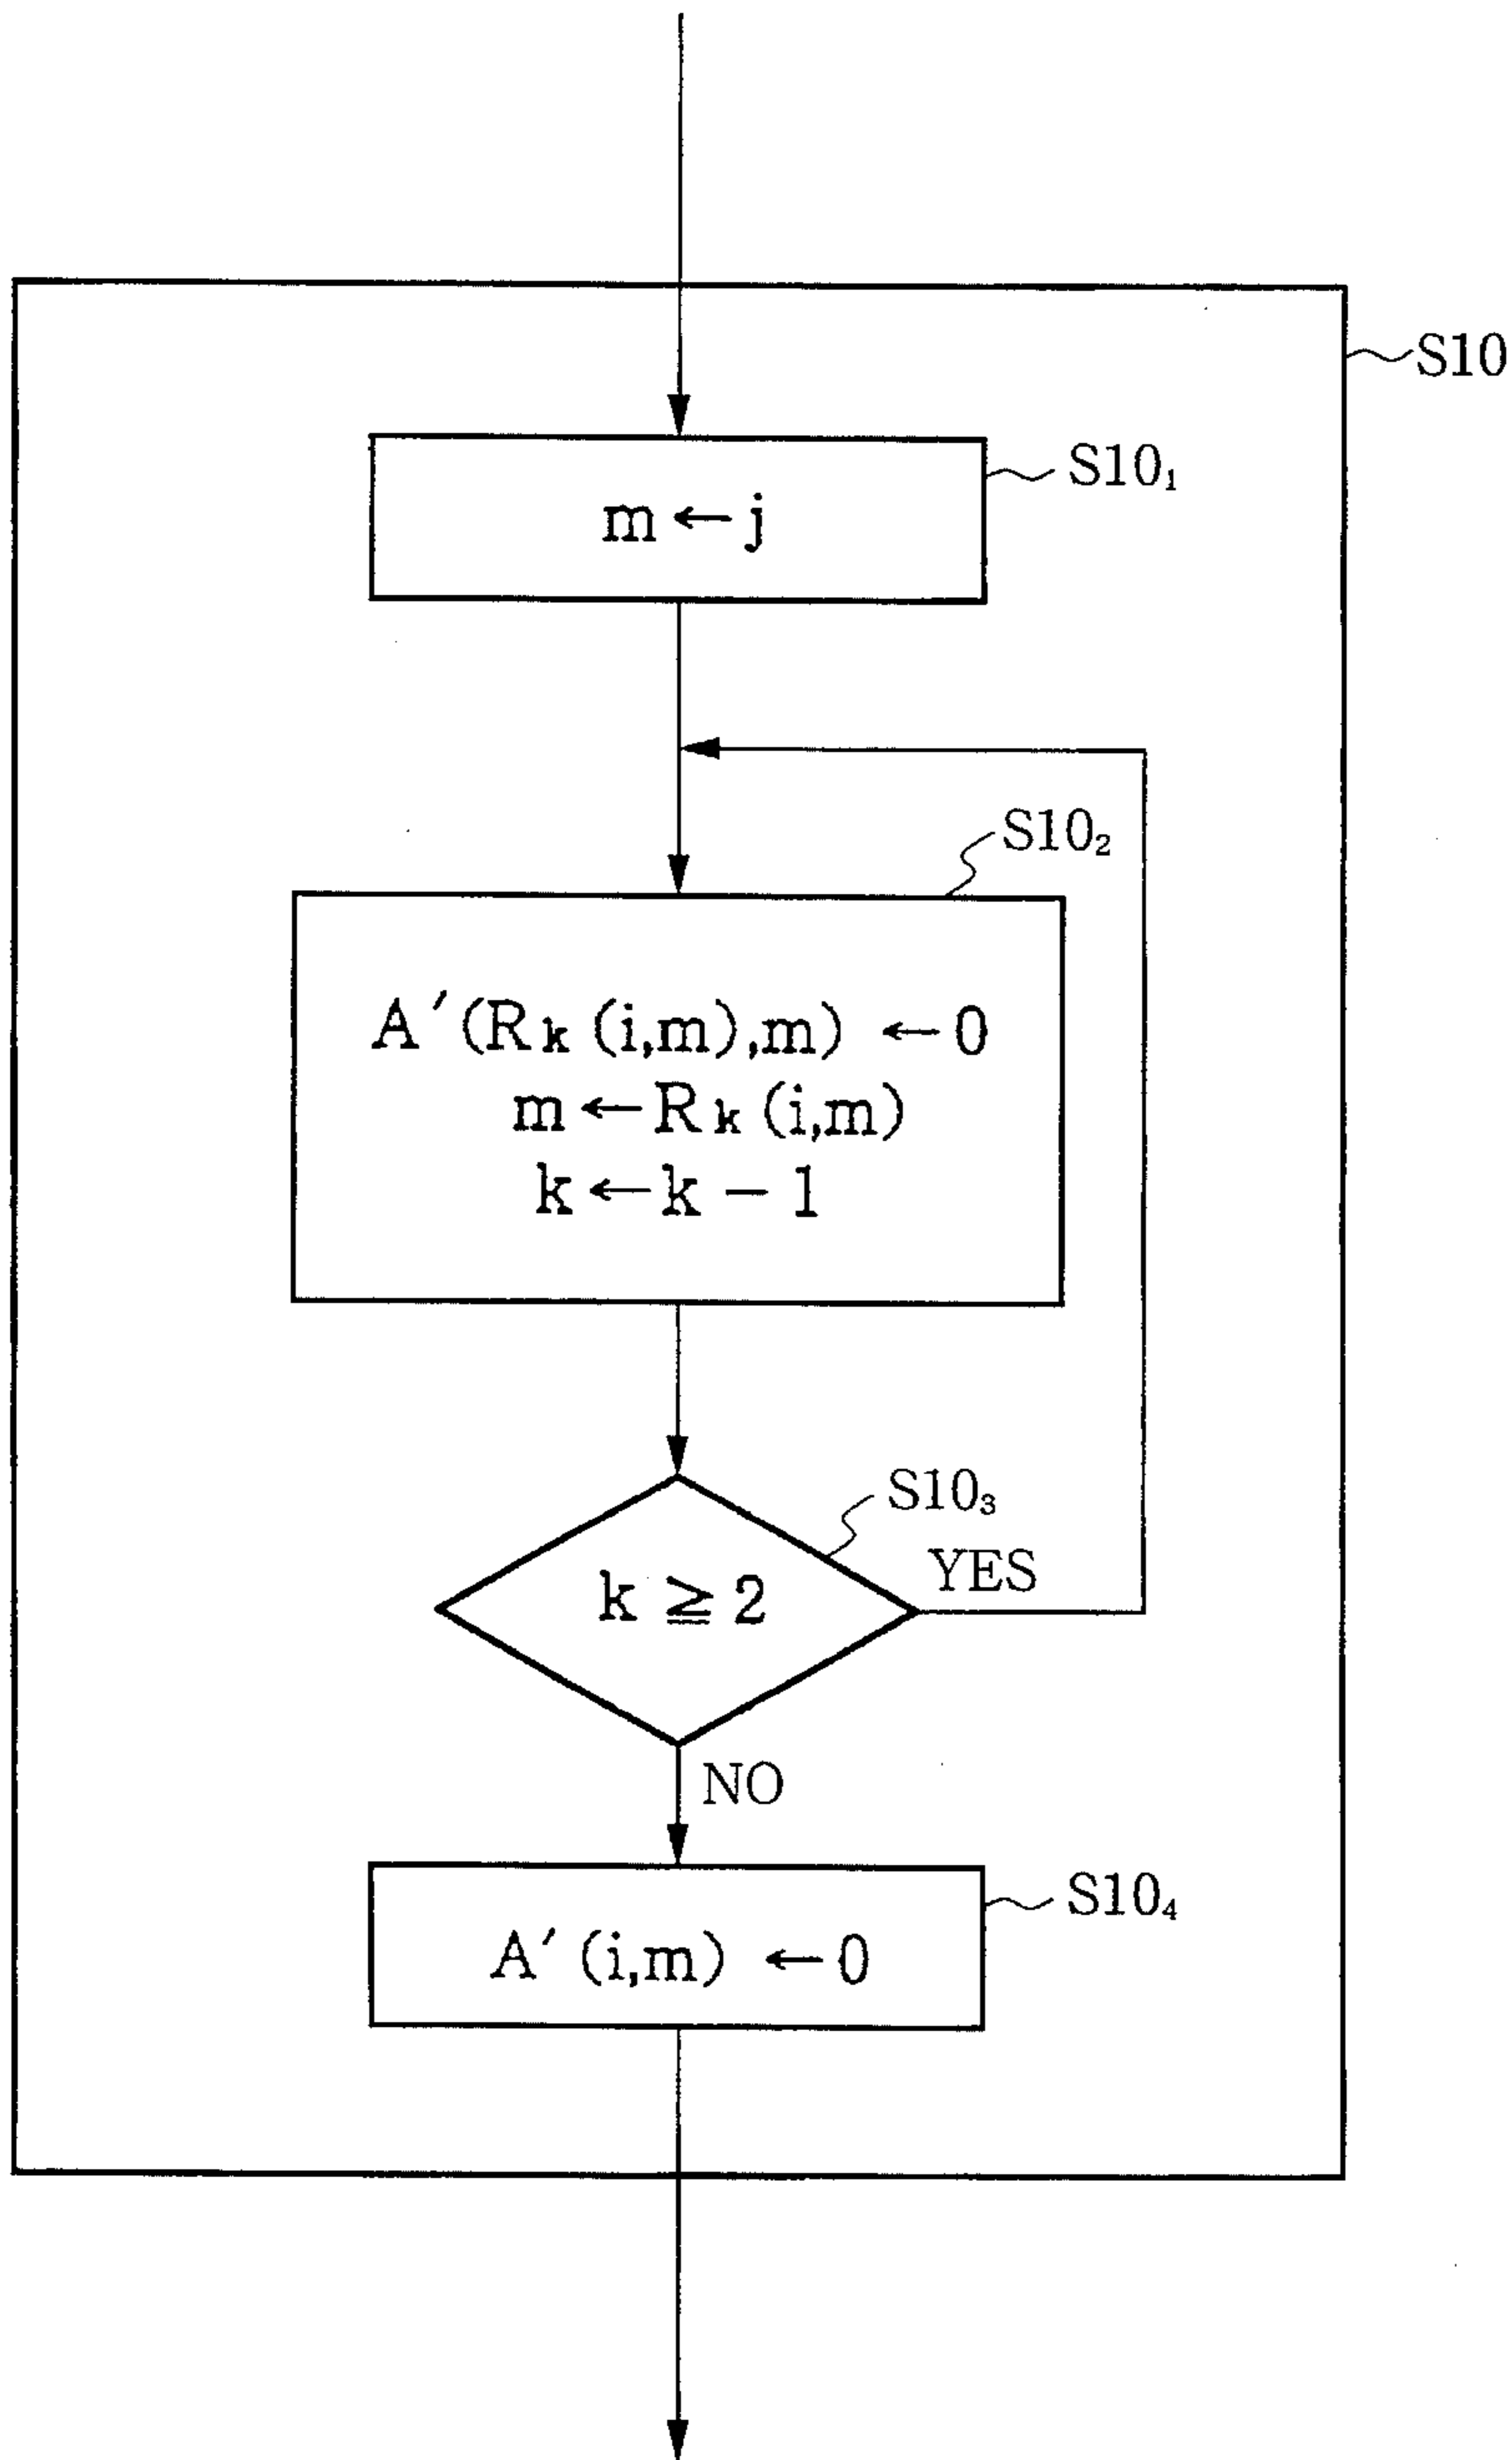 S10
S10₁
m ← j
S10₂
A′(Rₖ(i,m),m) ← 0
m ← Rₖ(i,m)
k ← k − 1
S10₃
YES
k ≧ 2
NO
S10₄
A′(i,m) ← 0